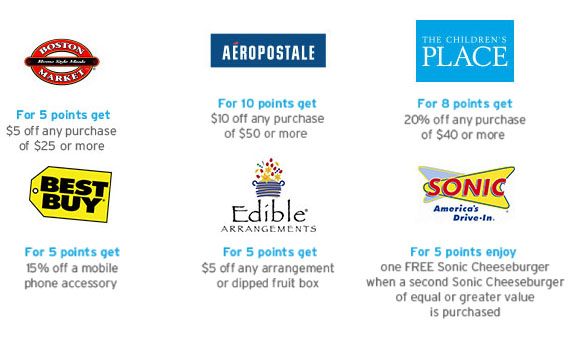 BOSTON
Home Style Meals
MARKET
For 5 points get
$5 off any purchase
of $25 or more
AÉROPOSTALE
For 10 points get
$10 off any purchase
of $50 or more
THE CHILDREN'S
PLACE
For 8 points get
20% off any purchase
of $40 or more
BEST
BUY
For 5 points get
15% off a mobile
phone accessory
Edible®
ARRANGEMENTS
For 5 points get
$5 off any arrangement
or dipped fruit box
SONIC
America's
Drive-In.
For 5 points enjoy
one FREE Sonic Cheeseburger
when a second Sonic Cheeseburger
of equal or greater value
is purchased